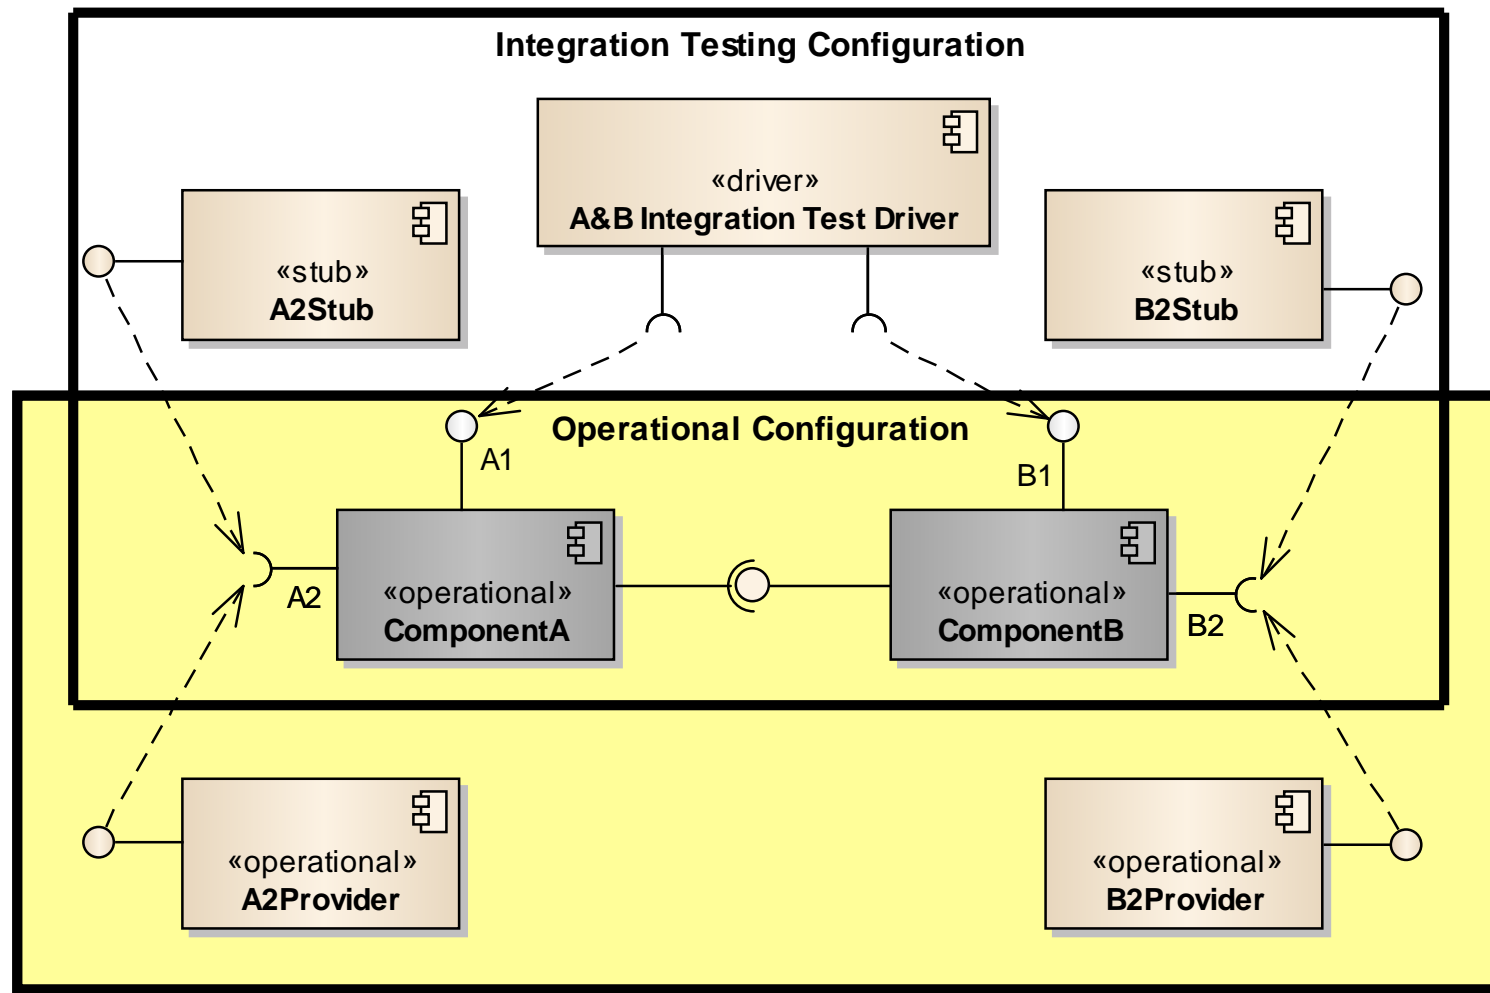 Integration Testing Configuration
«driver»
A&B Integration Test Driver
«stub»
A2Stub
«stub»
B2Stub
Operational Configuration
A1
B1
A2
«operational»
ComponentA
«operational»
ComponentB
B2
«operational»
A2Provider
«operational»
B2Provider